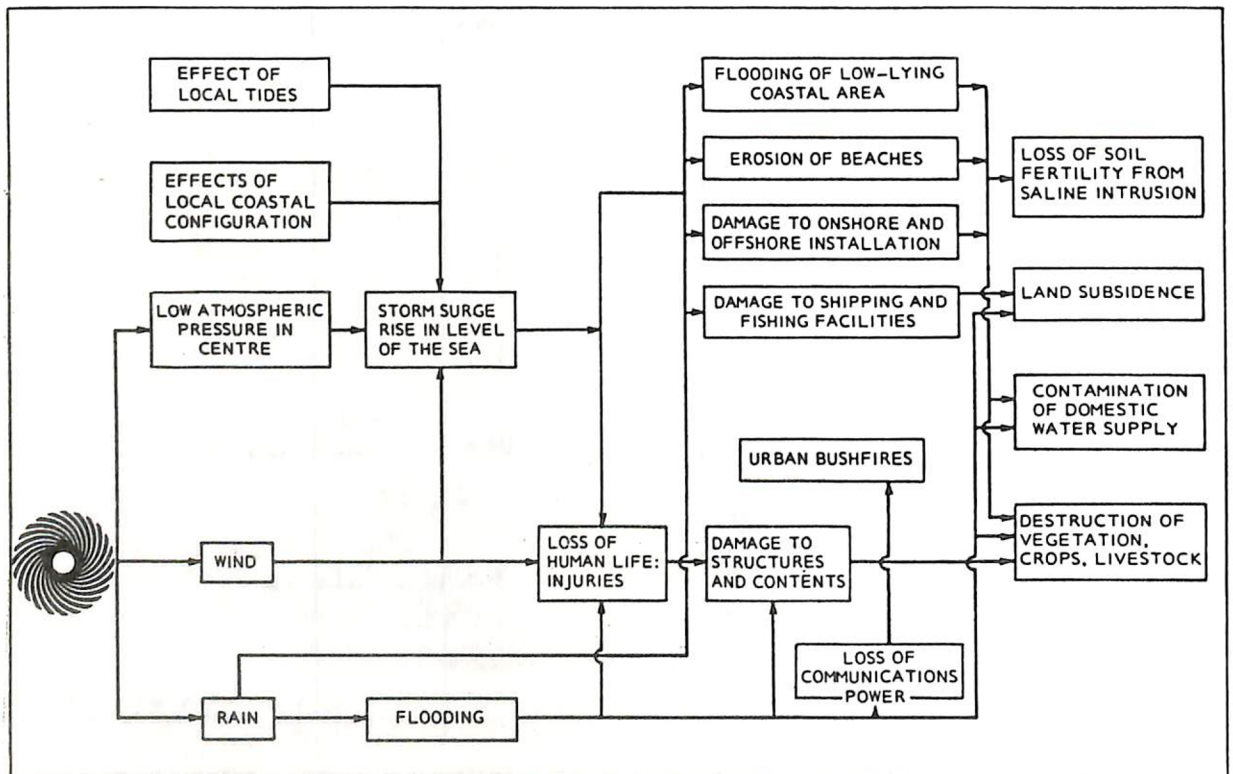 EFFECT OF
LOCAL TIDES
EFFECTS OF
LOCAL COASTAL
CONFIGURATION
LOW ATMOSPHERIC
PRESSURE IN
CENTRE
STORM SURGE
RISE IN LEVEL
OF THE SEA
WIND
RAIN
FLOODING
LOSS OF
HUMAN LIFE:
INJURIES
FLOODING OF LOW-LYING
COASTAL AREA
EROSION OF BEACHES
DAMAGE TO ONSHORE AND
OFFSHORE INSTALLATION
DAMAGE TO SHIPPING AND
FISHING FACILITIES
URBAN BUSHFIRES
DAMAGE TO
STRUCTURES
AND CONTENTS
LOSS OF
COMMUNICATIONS
POWER
LOSS OF SOIL
FERTILITY FROM
SALINE INTRUSION
LAND SUBSIDENCE
CONTAMINATION
OF DOMESTIC
WATER SUPPLY
DESTRUCTION OF
VEGETATION,
CROPS, LIVESTOCK